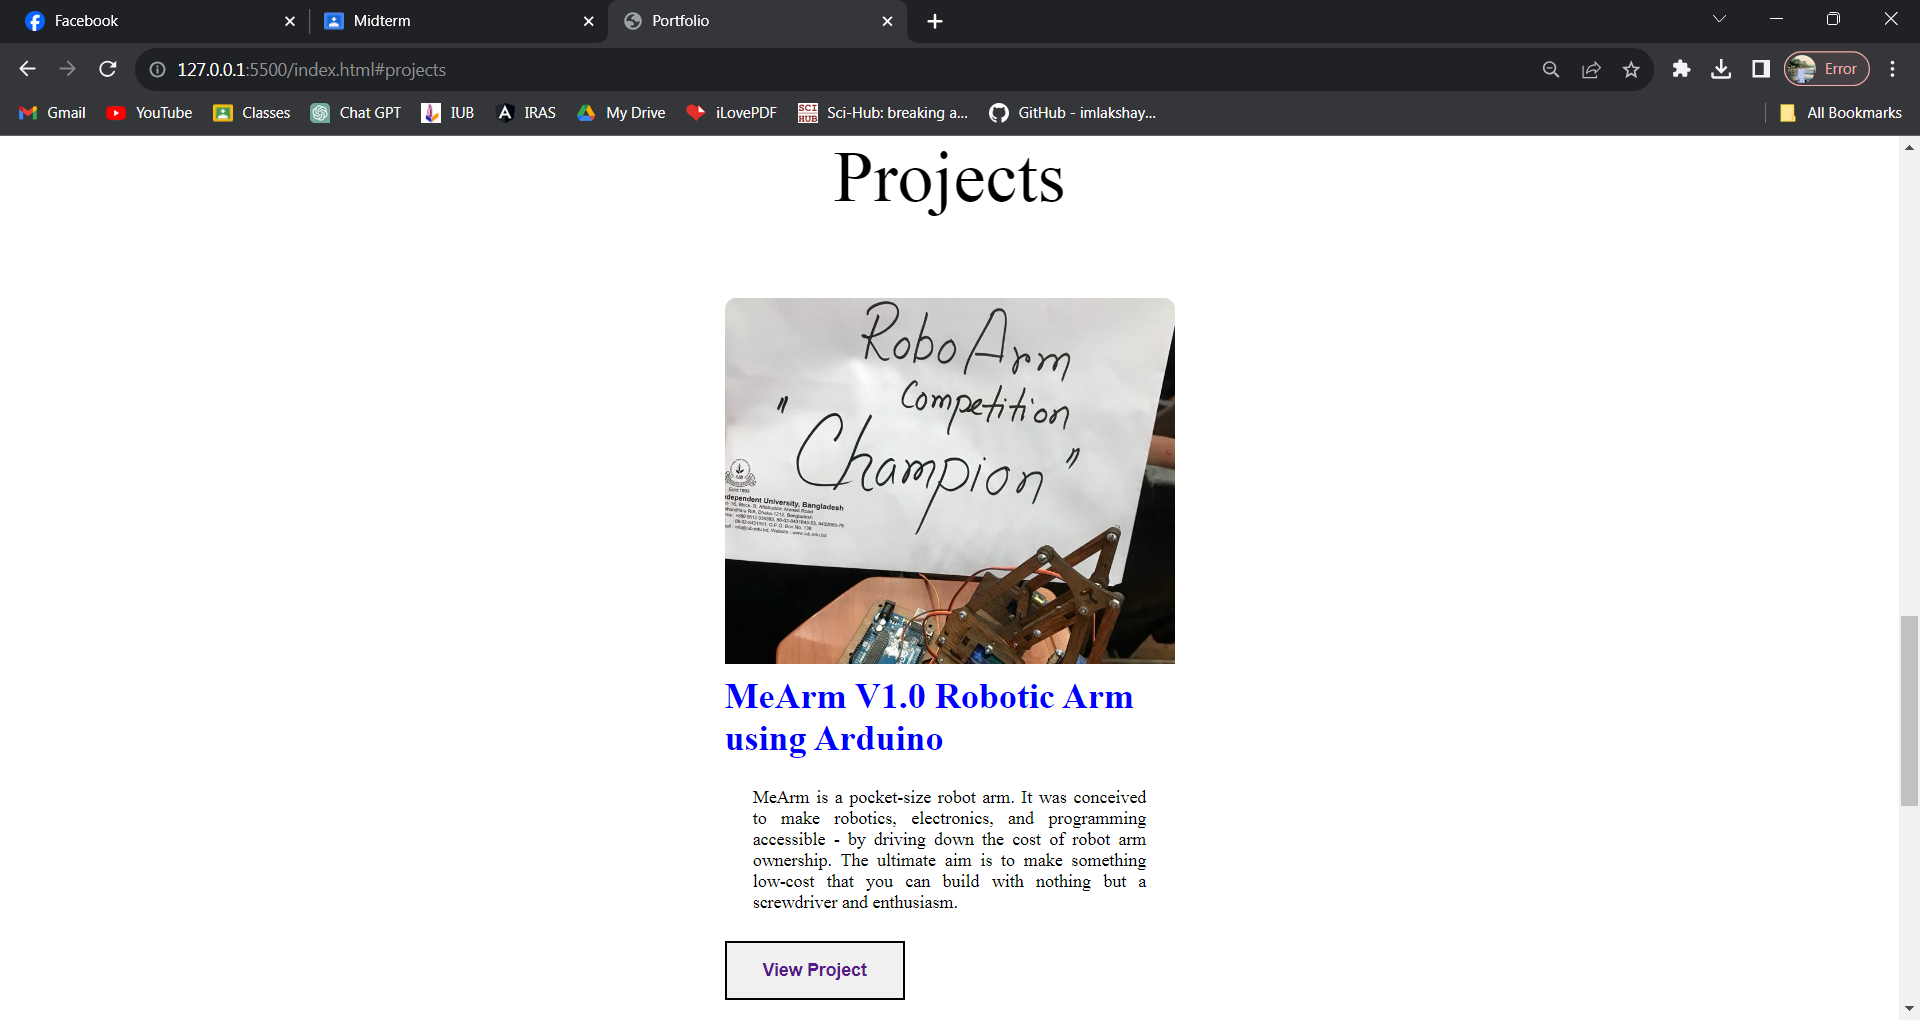 Facebook
Midterm
Portfolio
127.0.0.1:5500/index.html#projects
Error
Gmail
YouTube
Classes
Chat GPT
IUB
IRAS
My Drive
iLovePDF
SCI HUB
Sci-Hub: breaking a...
GitHub - imlakshay...
All Bookmarks
Projects
Robo Arm
Competition
"Champion"
dependent University, Bangladesh
MeArm V1.0 Robotic Arm
using Arduino
MeArm is a pocket-size robot arm. It was conceived
to make robotics, electronics, and programming
accessible - by driving down the cost of robot arm
ownership. The ultimate aim is to make something
low-cost that you can build with nothing but a
screwdriver and enthusiasm.
View Project